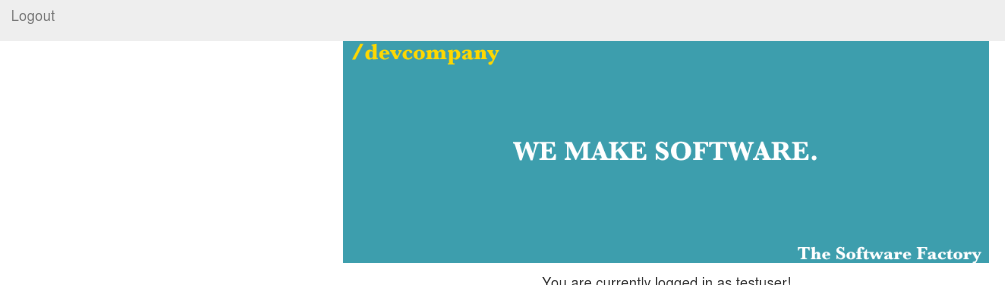 Logout
/devcompany
WE MAKE SOFTWARE.
The Software Factory
You are currently logged in as testuser!